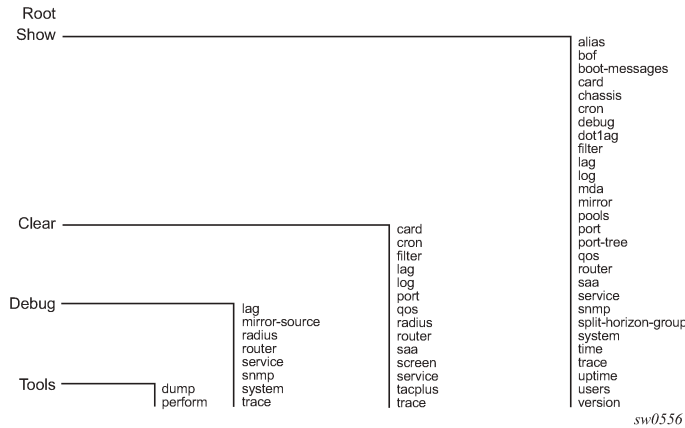 Root
Show
alias
bof
boot-messages
card
chassis
cron
debug
dot1ag
filter
lag
log
mda
mirror
pools
port
port-tree
qos
router
saa
service
snmp
split-horizon-group
system
time
trace
uptime
users
version
Clear
card
cron
filter
lag
log
port
qos
radius
router
saa
screen
service
tacplus
trace
Debug
lag
mirror-source
radius
router
service
snmp
system
trace
Tools
dump
perform
sw0556